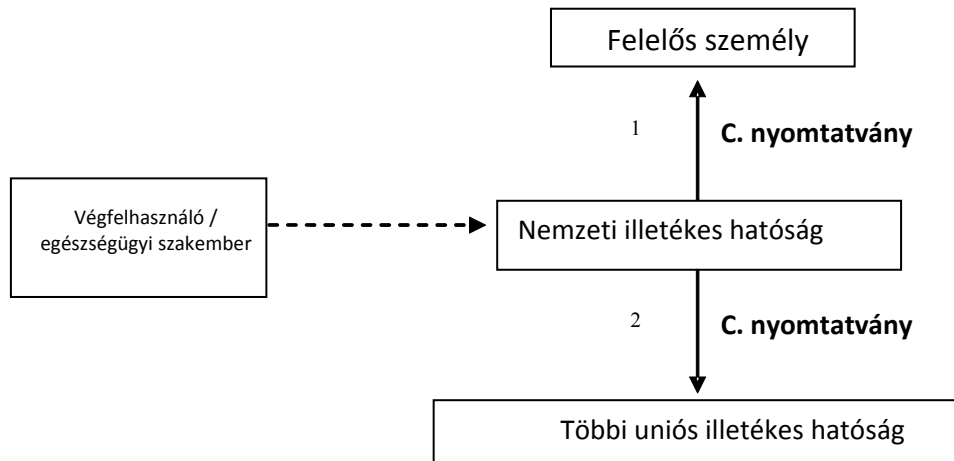 Felelős személy
1
C. nyomtatvány
Végfelhasználó /
egészségügyi szakember
Nemzeti illetékes hatóság
2
C. nyomtatvány
Többi uniós illetékes hatóság